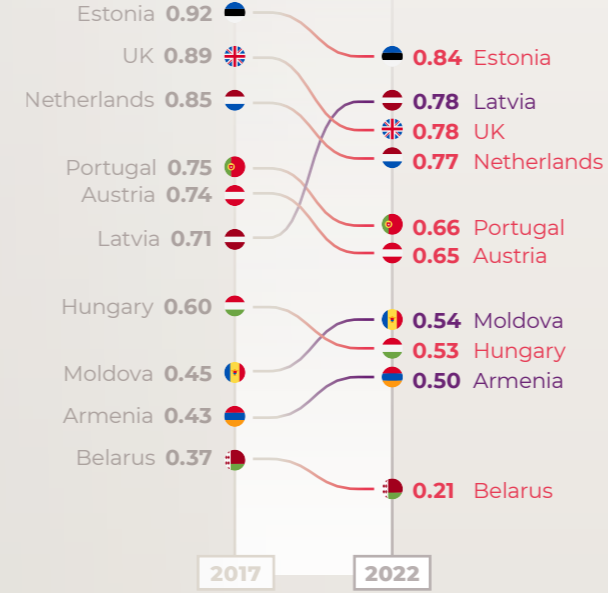 Estonia 0.92
UK 0.89
Netherlands 0.85
Portugal 0.75
Austria 0.74
Latvia 0.71
Hungary 0.60
Moldova 0.45
Armenia 0.43
Belarus 0.37
0.84 Estonia
0.78 Latvia
0.78 UK
0.77 Netherlands
0.66 Portugal
0.65 Austria
0.54 Moldova
0.53 Hungary
0.50 Armenia
0.21 Belarus
2017
2022